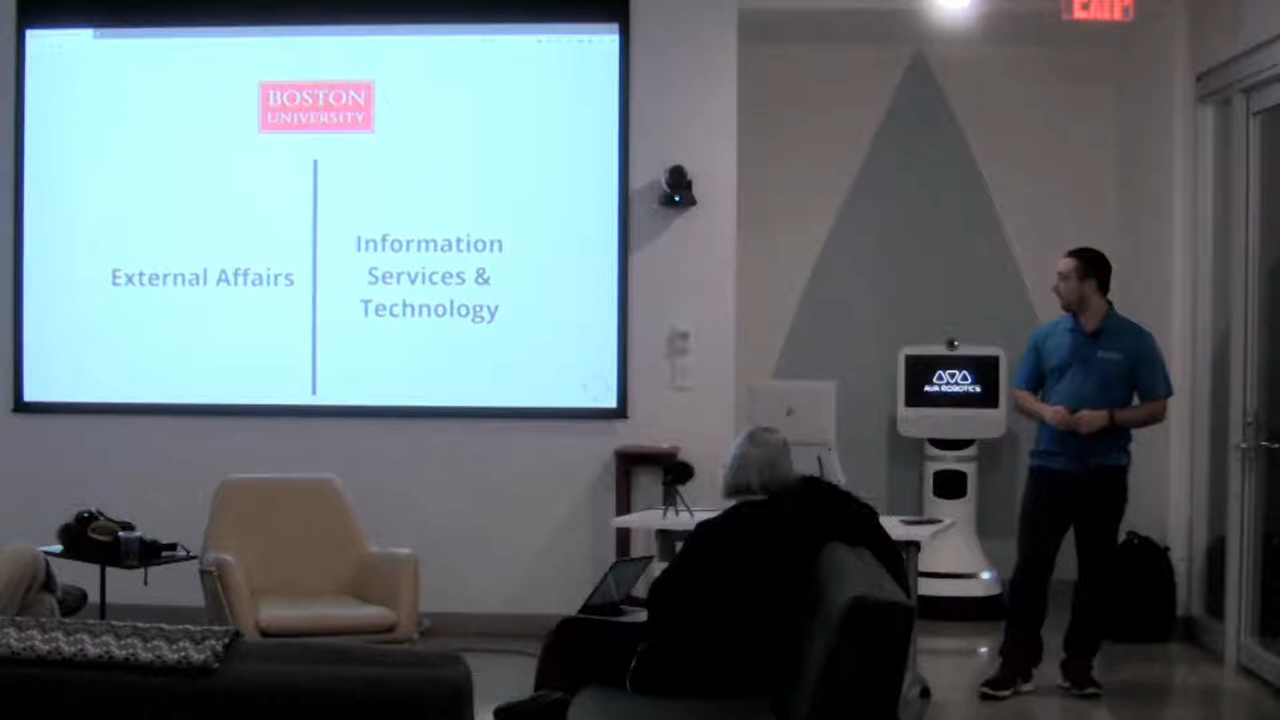 BOSTON
UNIVERSITY
External Affairs
Information
Services &
Technology
AVA ROBOTICS
EXIT